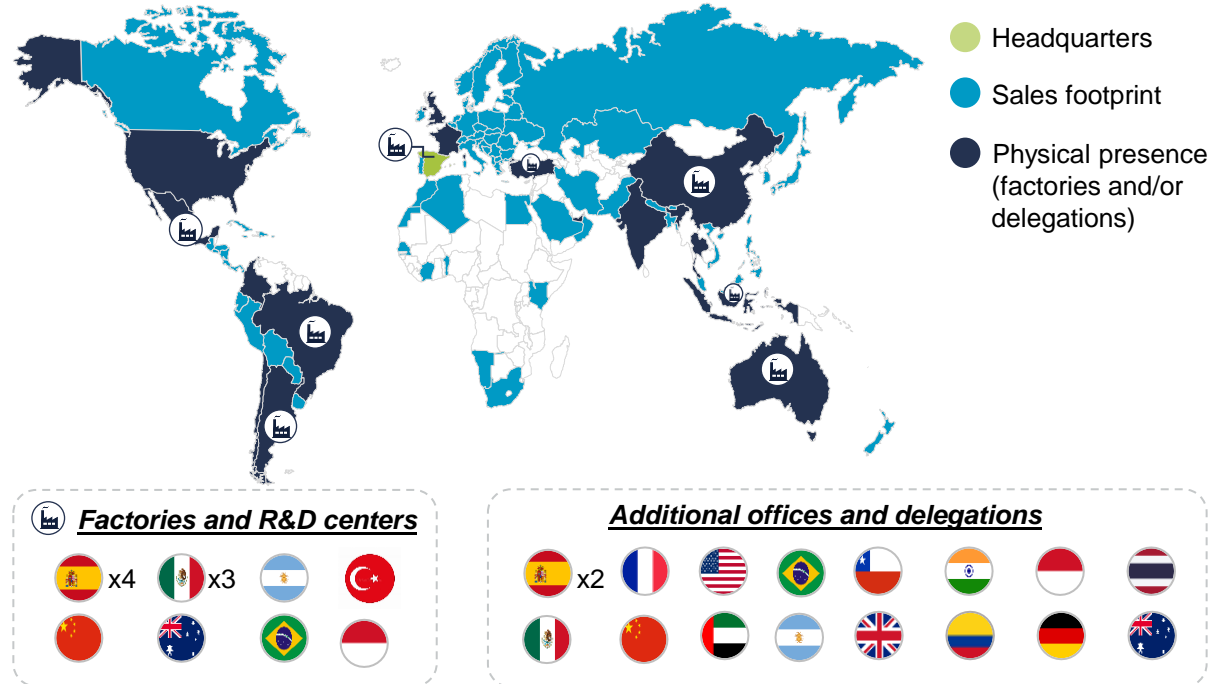 Headquarters
Sales footprint
Physical presence
(factories and/or
delegations)
Factories and R&D centers
x4
x3
Additional offices and delegations
x2